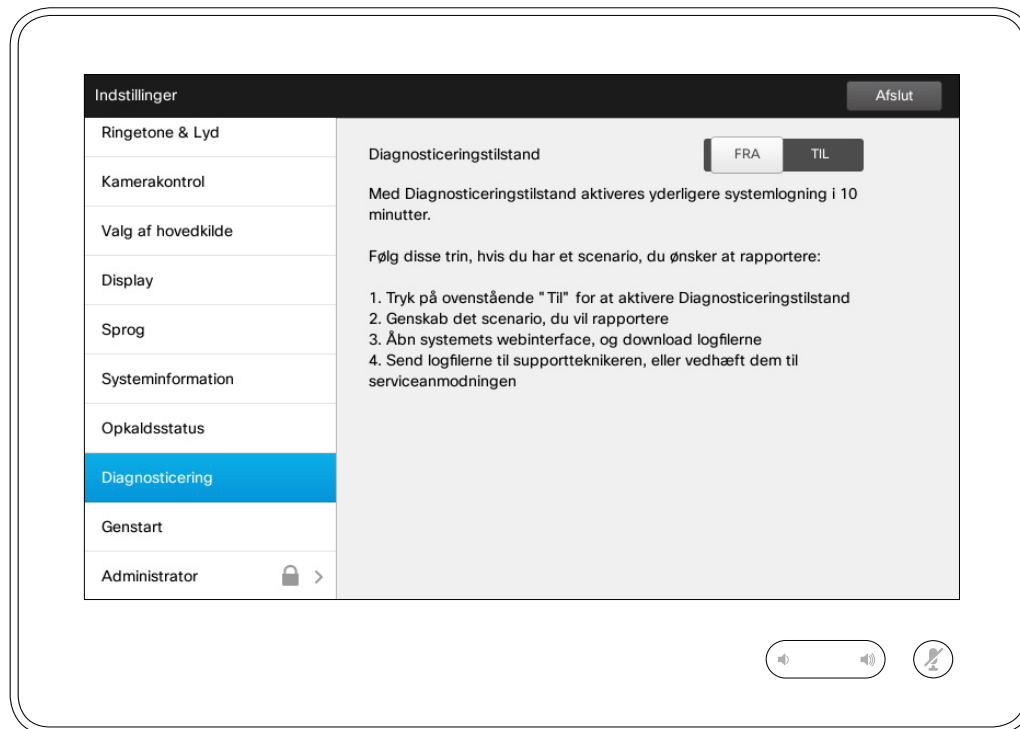 Indstillinger
Afslut
Ringetone & Lyd
Kamerakontrol
Valg af hovedkilde
Display
Sprog
Systeminformation
Opkaldsstatus
Diagnosticering
Genstart
Administrator
Diagnosticeringstilstand
FRA
TIL
Med Diagnosticeringstilstand aktiveres yderligere systemlogning i 10
minutter.
Følg disse trin, hvis du har et scenario, du ønsker at rapportere:
1. Tryk på ovenstående "Til" for at aktivere Diagnosticeringstilstand
2. Genskab det scenario, du vil rapportere
3. Åbn systemets webinterface, og download logfilerne
4. Send logfilerne til supportteknikeren, eller vedhæft dem til
serviceanmodningen